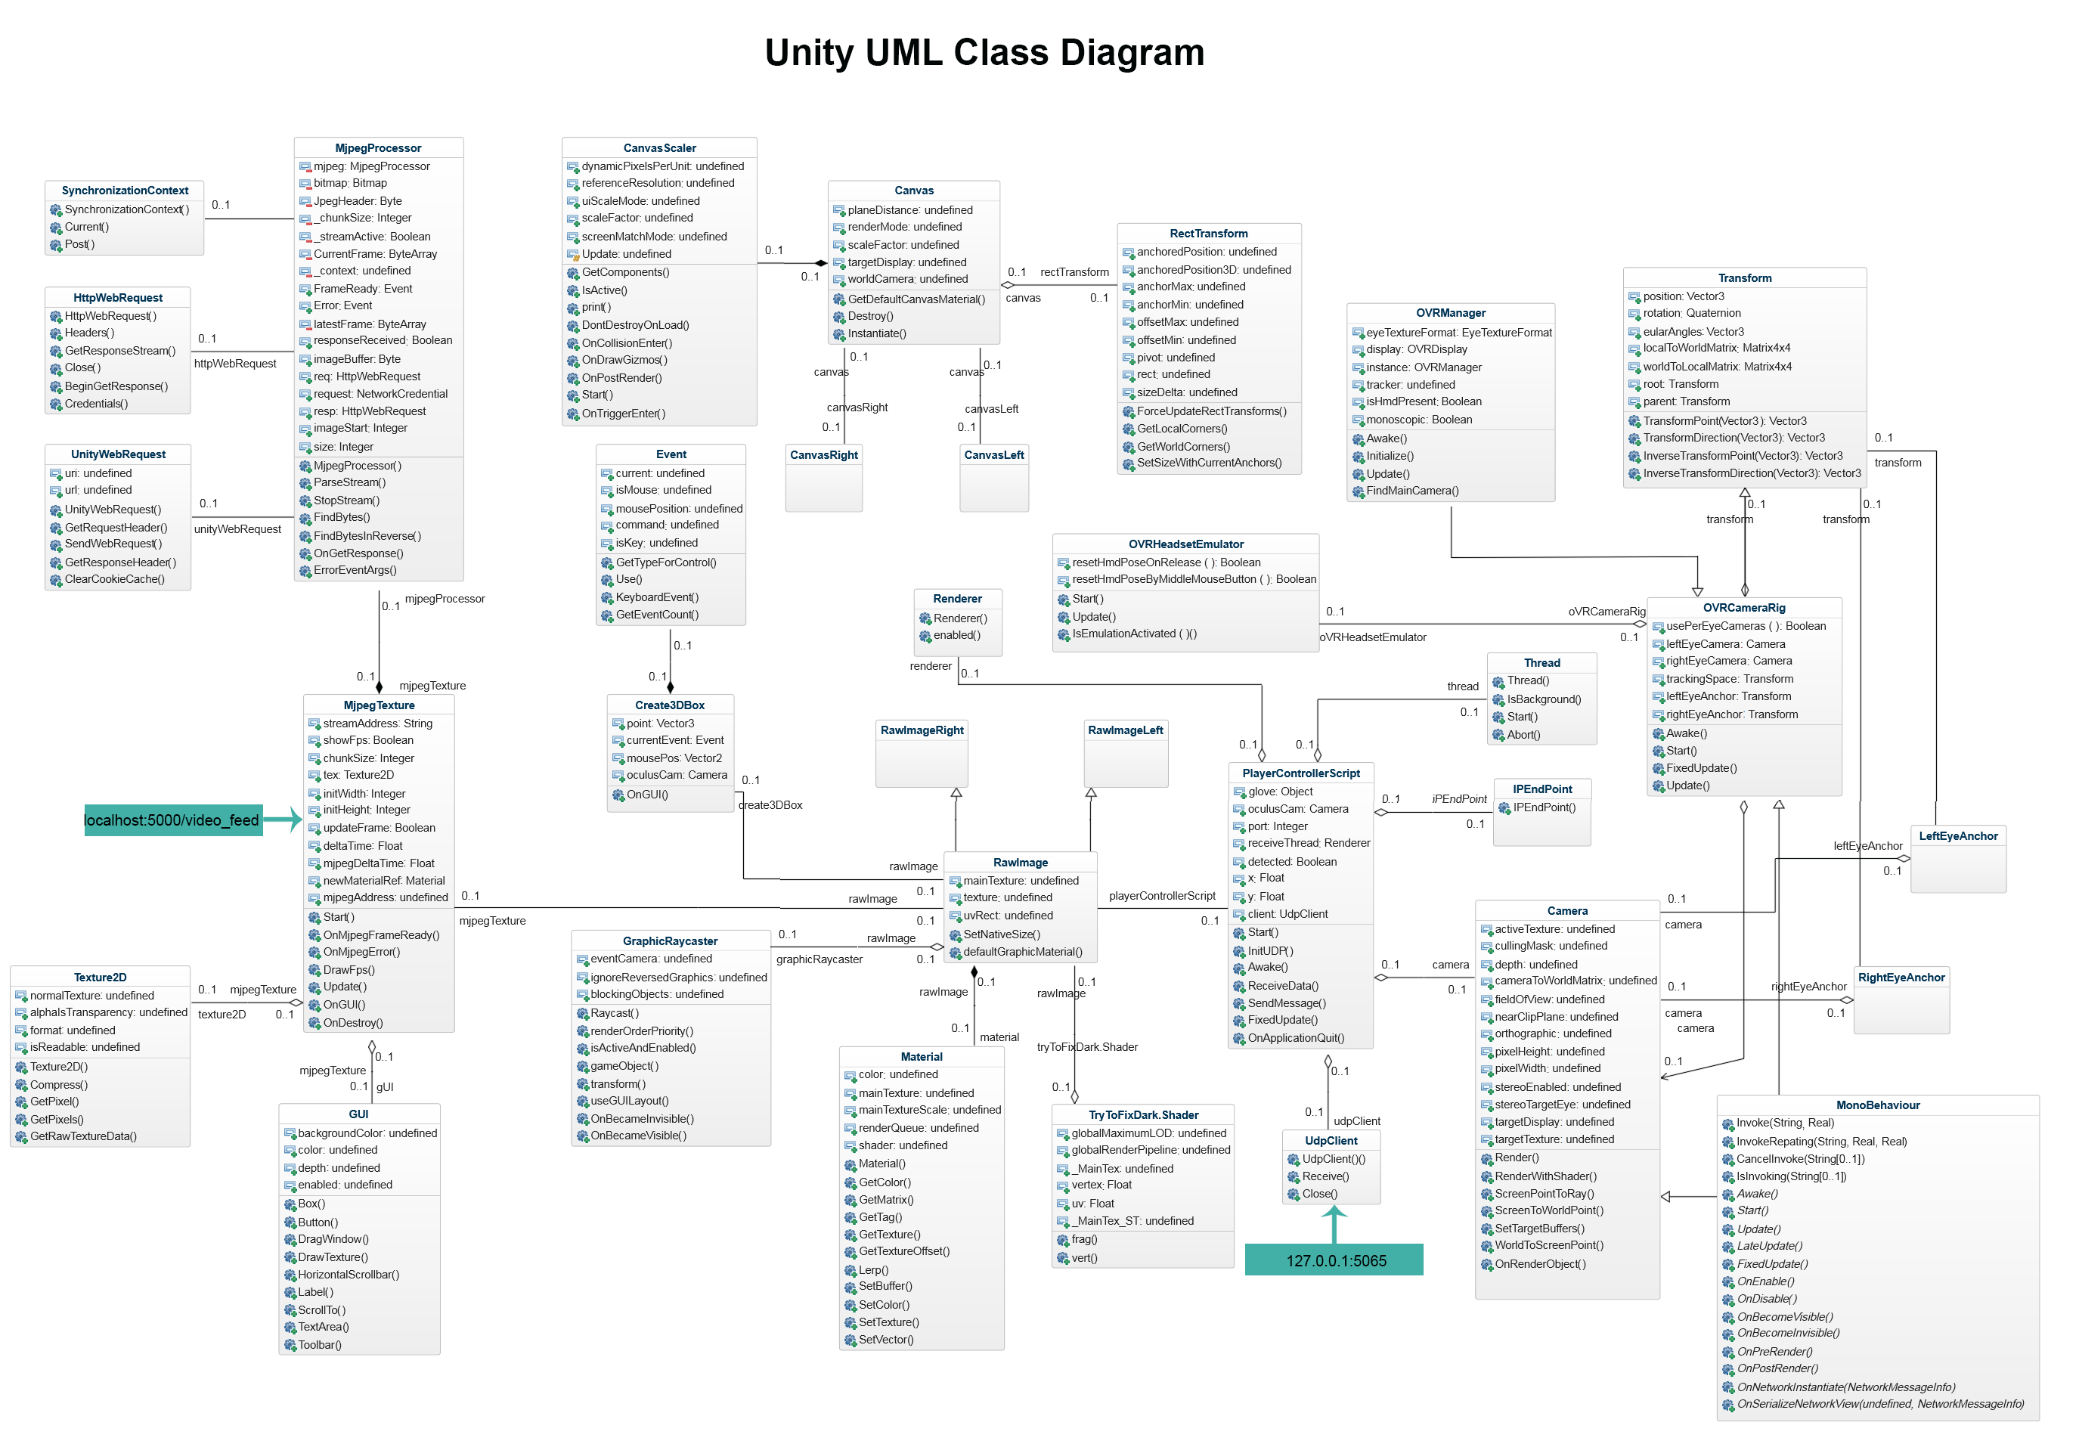 Unity UML Class Diagram
SynchronizationContext
SynchronizationContext()
Current()
Post()
0..1
HttpWebRequest
HttpWebRequest()
Headers()
GetResponseStream()
Close()
BeginGetResponse()
Credentials()
0..1
httpWebRequest
UnityWebRequest
uri: undefined
url: undefined
UnityWebRequest()
GetRequestHeader()
SendWebRequest()
GetResponseHeader()
ClearCookieCache()
0..1
unityWebRequest
MjpegProcessor
mjpeg: MjpegProcessor
bitmap: Bitmap
JpegHeader: Byte
_chunkSize: Integer
_streamActive: Boolean
CurrentFrame: ByteArray
_context: undefined
FrameReady: Event
Error: Event
latestFrame: ByteArray
responseReceived: Boolean
imageBuffer: Byte
req: HttpWebRequest
request: NetworkCredential
resp: HttpWebRequest
imageStart: Integer
size: Integer
MjpegProcessor()
ParseStream()
StopStream()
FindBytes()
FindBytesInReverse()
OnGetResponse()
ErrorEventArgs()
0..1
mjpegProcessor
0..1
mjpegTexture
MjpegTexture
streamAddress: String
showFps: Boolean
chunkSize: Integer
tex: Texture2D
initWidth: Integer
initHeight: Integer
updateFrame: Boolean
deltaTime: Float
mjpegDeltaTime: Float
newMaterialRef: Material
mjpegAddress: undefined
Start()
OnMjpegFrameReady()
OnMjpegError()
DrawFps()
Update()
OnGUI()
OnDestroy()
localhost:5000/video_feed
0..1
mjpegTexture
rawImage
0..1
Texture2D
normalTexture: undefined
alphaIsTransparency: undefined
format: undefined
isReadable: undefined
Texture2D()
Compress()
GetPixel()
GetPixels()
GetRawTextureData()
0..1
mjpegTexture
texture2D
0..1
0..1
mjpegTexture
0..1
gUI
GUI
backgroundColor: undefined
color: undefined
depth: undefined
enabled: undefined
Box()
Button()
DragWindow()
DrawTexture()
HorizontalScrollbar()
Label()
ScrollTo()
TextArea()
Toolbar()
CanvasScaler
dynamicPixelsPerUnit: undefined
referenceResolution: undefined
uiScaleMode: undefined
scaleFactor: undefined
screenMatchMode: undefined
Update: undefined
GetComponents()
IsActive()
print()
DontDestroyOnLoad()
OnCollisionEnter()
OnDrawGizmos()
OnPostRender()
Start()
OnTriggerEnter()
0..1
0..1
Canvas
planeDistance: undefined
renderMode: undefined
scaleFactor: undefined
targetDisplay: undefined
worldCamera: undefined
GetDefaultCanvasMaterial()
Destroy()
Instantiate()
0..1
rectTransform
canvas
0..1
0..1
canvas
canvasRight
0..1
0..1
canvas
canvasLeft
0..1
CanvasRight
CanvasLeft
RectTransform
anchoredPosition: undefined
anchoredPosition3D: undefined
anchorMax: undefined
anchorMin: undefined
offsetMax: undefined
offsetMin: undefined
pivot: undefined
rect: undefined
sizeDelta: undefined
ForceUpdateRectTransforms()
GetLocalCorners()
GetWorldCorners()
SetSizeWithCurrentAnchors()
Event
current: undefined
isMouse: undefined
mousePosition: undefined
command: undefined
isKey: undefined
GetTypeForControl()
Use()
KeyboardEvent()
GetEventCount()
0..1
0..1
Create3DBox
point: Vector3
currentEvent: Event
mousePos: Vector2
oculusCam: Camera
OnGUI()
0..1
create3DBox
rawImage
0..1
RawImageRight
RawImageLeft
RawImage
mainTexture: undefined
texture: undefined
uvRect: undefined
SetNativeSize()
defaultGraphicMaterial()
GraphicRaycaster
eventCamera: undefined
ignoreReversedGraphics: undefined
blockingObjects: undefined
Raycast()
renderOrderPriority()
isActiveAndEnabled()
gameObject()
transform()
useGUILayout()
OnBecameInvisible()
OnBecameVisible()
0..1
rawImage
graphicRaycaster
0..1
0..1
rawImage
0..1
material
Material
color: undefined
mainTexture: undefined
mainTextureScale: undefined
renderQueue: undefined
shader: undefined
Material()
GetColor()
GetMatrix()
GetTag()
GetTexture()
GetTextureOffset()
Lerp()
SetBuffer()
SetColor()
SetTexture()
SetVector()
0..1
rawImage
tryToFixDark.Shader
0..1
TryToFixDark.Shader
globalMaximumLOD: undefined
globalRenderPipeline: undefined
_MainTex: undefined
vertex: Float
uv: Float
_MainTex_ST: undefined
frag()
vert()
Renderer
Renderer()
enabled()
renderer
0..1
0..1
OVRHeadsetEmulator
resetHmdPoseOnRelease ( ): Boolean
resetHmdPoseByMiddleMouseButton ( ): Boolean
Start()
Update()
IsEmulationActivated ( )()
0..1
oVRCameraRig
oVRHeadsetEmulator
0..1
OVRManager
eyeTextureFormat: EyeTextureFormat
display: OVRDisplay
instance: OVRManager
tracker: undefined
isHmdPresent: Boolean
monoscopic: Boolean
Awake()
Initialize()
Update()
FindMainCamera()
Transform
position: Vector3
rotation: Quaternion
eularAngles: Vector3
localToWorldMatrix: Matrix4x4
worldToLocalMatrix: Matrix4x4
root: Transform
parent: Transform
TransformPoint(Vector3): Vector3
TransformDirection(Vector3): Vector3
InverseTransformPoint(Vector3): Vector3
InverseTransformDirection(Vector3): Vector3
0..1
transform
0..1
transform
0..1
transform
OVRCameraRig
usePerEyeCameras ( ): Boolean
leftEyeCamera: Camera
rightEyeCamera: Camera
trackingSpace: Transform
leftEyeAnchor: Transform
rightEyeAnchor: Transform
Awake()
Start()
FixedUpdate()
Update()
Thread
Thread()
IsBackground()
Start()
Abort()
thread
0..1
0..1
PlayerControllerScript
glove: Object
oculusCam: Camera
port: Integer
receiveThread: Renderer
detected: Boolean
x: Float
y: Float
client: UdpClient
Start()
InitUDP()
Awake()
ReceiveData()
SendMessage()
FixedUpdate()
OnApplicationQuit()
playerControllerScript
0..1
IPEndPoint
IPEndPoint()
0..1
iPEndPoint
0..1
0..1
camera
0..1
0..1
0..1
udpClient
UdpClient
UdpClient()()
Receive()
Close()
127.0.0.1:5065
Camera
activeTexture: undefined
cullingMask: undefined
depth: undefined
cameraToWorldMatrix: undefined
fieldOfView: undefined
nearClipPlane: undefined
orthographic: undefined
pixelHeight: undefined
pixelWidth: undefined
stereoEnabled: undefined
stereoTargetEye: undefined
targetDisplay: undefined
targetTexture: undefined
Render()
RenderWithShader()
ScreenPointToRay()
ScreenToWorldPoint()
SetTargetBuffers()
WorldToScreenPoint()
OnRenderObject()
0..1
camera
leftEyeAnchor
0..1
LeftEyeAnchor
0..1
camera
camera
0..1
rightEyeAnchor
0..1
RightEyeAnchor
MonoBehaviour
Invoke(String, Real)
InvokeRepating(String, Real, Real)
CancelInvoke(String[0..1])
IsInvoking(String[0..1])
Awake()
Start()
Update()
LateUpdate()
FixedUpdate()
OnEnable()
OnDisable()
OnBecomeVisible()
OnBecomeInvisible()
OnPreRender()
OnPostRender()
OnNetworkInstantiate(NetworkMessageInfo)
OnSerializeNetworkView(undefined, NetworkMessageInfo)